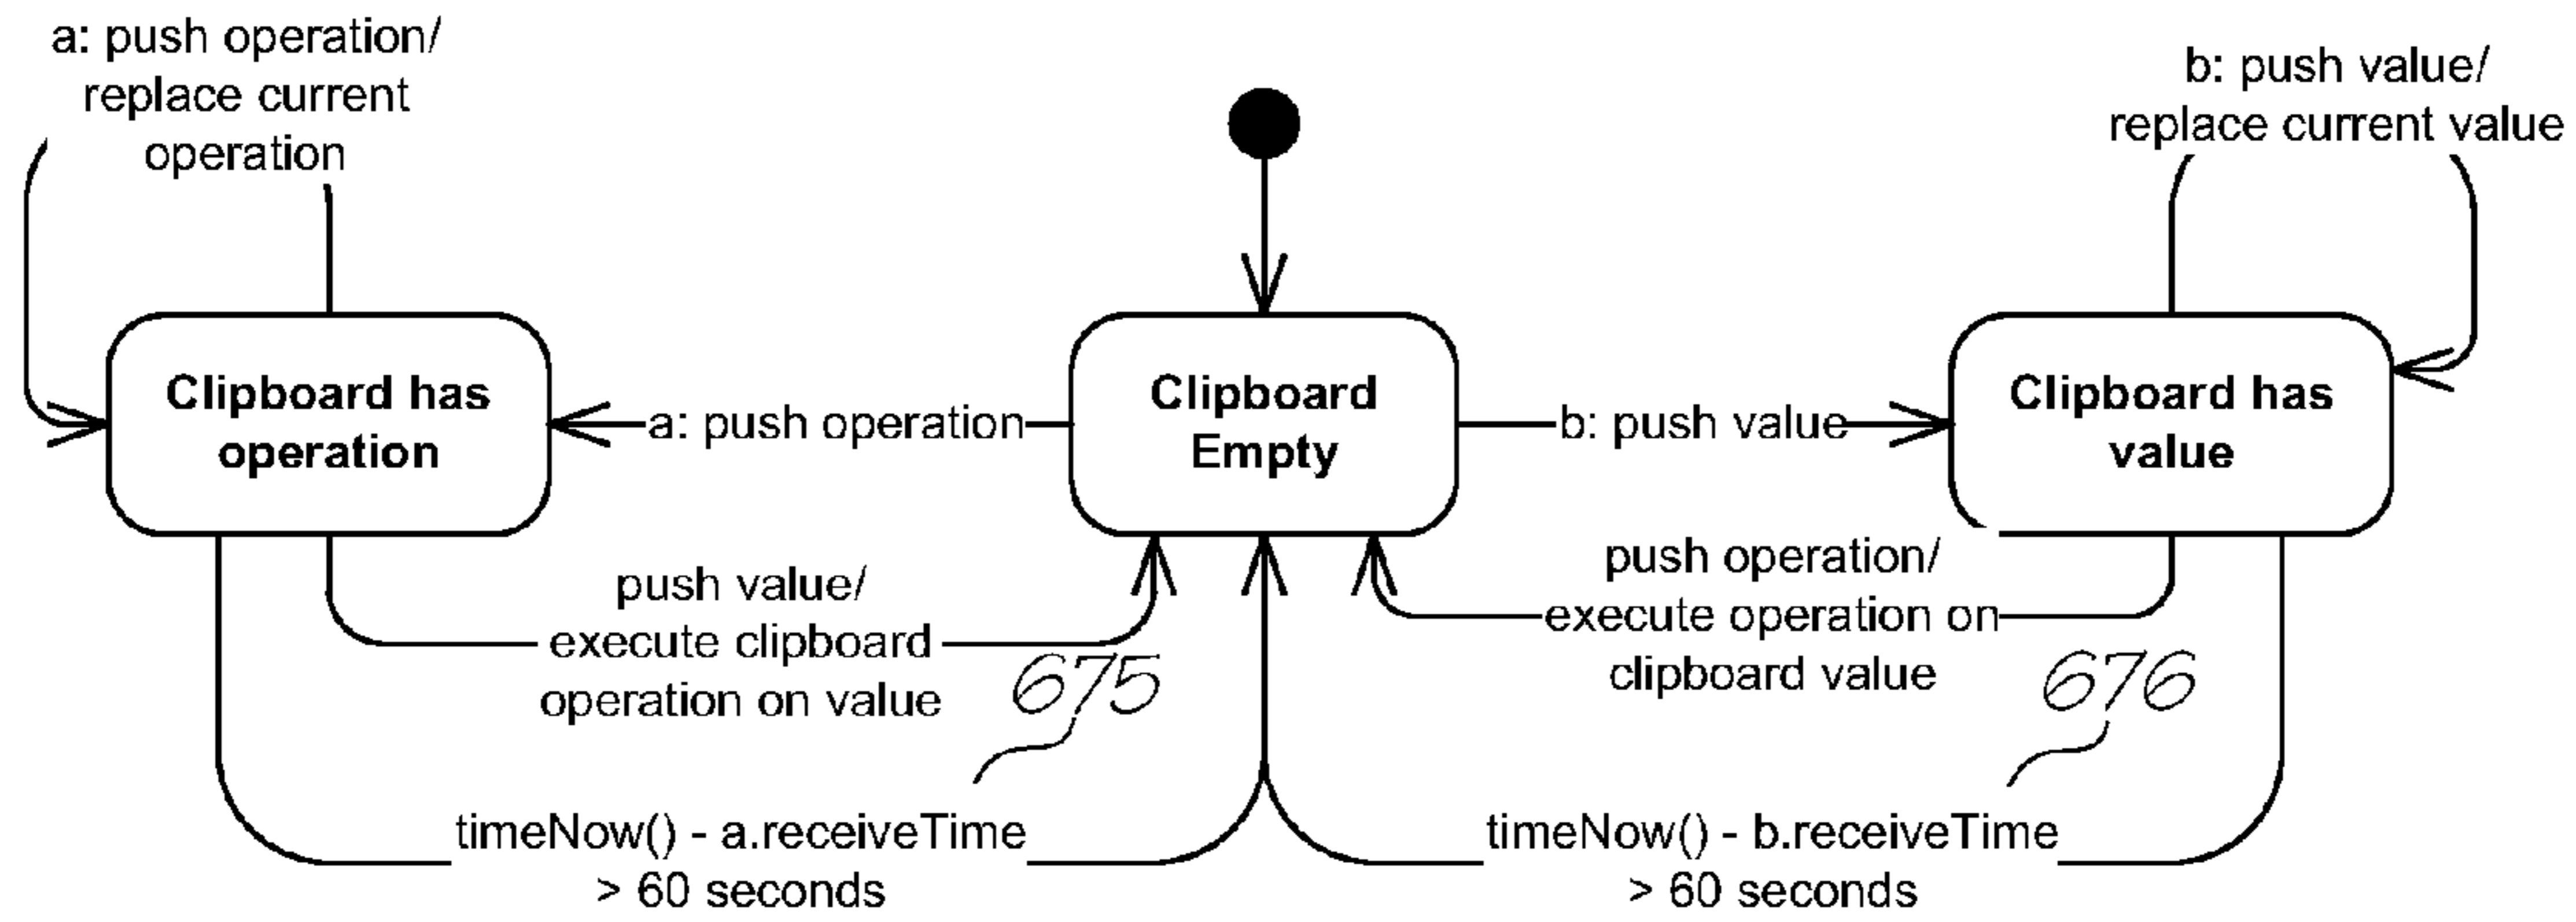 a: push operation/
replace current
operation
b: push value/
replace current value
Clipboard has
operation
a: push operation
Clipboard
Empty
b: push value
Clipboard has
value
push value/
execute clipboard
operation on value
675
push operation/
execute operation on
clipboard value
676
timeNow() - a.receiveTime
> 60 seconds
timeNow() - b.receiveTime
> 60 seconds